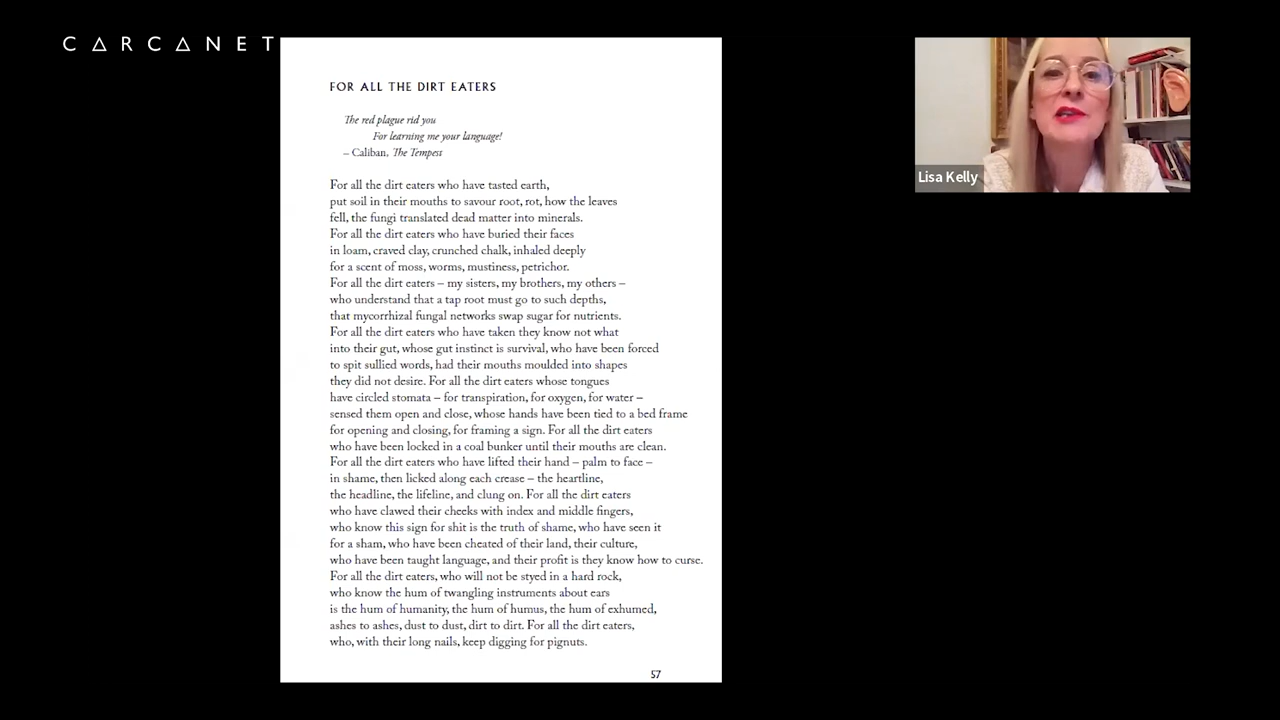 CARCANET
FOR ALL THE DIRT EATERS
The red plague rid you
For learning me your language!
– Caliban, The Tempest
For all the dirt eaters who have tasted earth,
put soil in their mouths to savour root, rot, how the leaves
fell, the fungi translated dead matter into minerals.
For all the dirt eaters who have buried their faces
in loam, craved clay, crunched chalk, inhaled deeply
for a scent of moss, worms, mustiness, petrichor.
For all the dirt eaters – my sisters, my brothers, my others –
who understand that a tap root must go to such depths,
that mycorrhizal fungal networks swap sugar for nutrients.
For all the dirt eaters who have taken they know not what
into their gut, whose gut instinct is survival, who have been forced
to spit sullied words, had their mouths moulded into shapes
they did not desire. For all the dirt eaters whose tongues
have circled stomata – for transpiration, for oxygen, for water –
sensed them open and close, whose hands have been tied to a bed frame
for opening and closing, for framing a sign. For all the dirt eaters
who have been locked in a coal bunker until their mouths are clean.
For all the dirt eaters who have lifted their hand – palm to face –
in shame, then licked along each crease – the heartline,
the headline, the lifeline, and clung on. For all the dirt eaters
who have clawed their cheeks with index and middle fingers,
who know this sign for shit is the truth of shame, who have seen it
for a sham, who have been cheated of their land, their culture,
who have been taught language, and their profit is they know how to curse.
For all the dirt eaters, who will not be styed in a hard rock,
who know the hum of twangling instruments about ears
is the hum of humanity, the hum of humus, the hum of exhumed,
ashes to ashes, dust to dust, dirt to dirt. For all the dirt eaters,
who, with their long nails, keep digging for pignuts.
57
Lisa Kelly